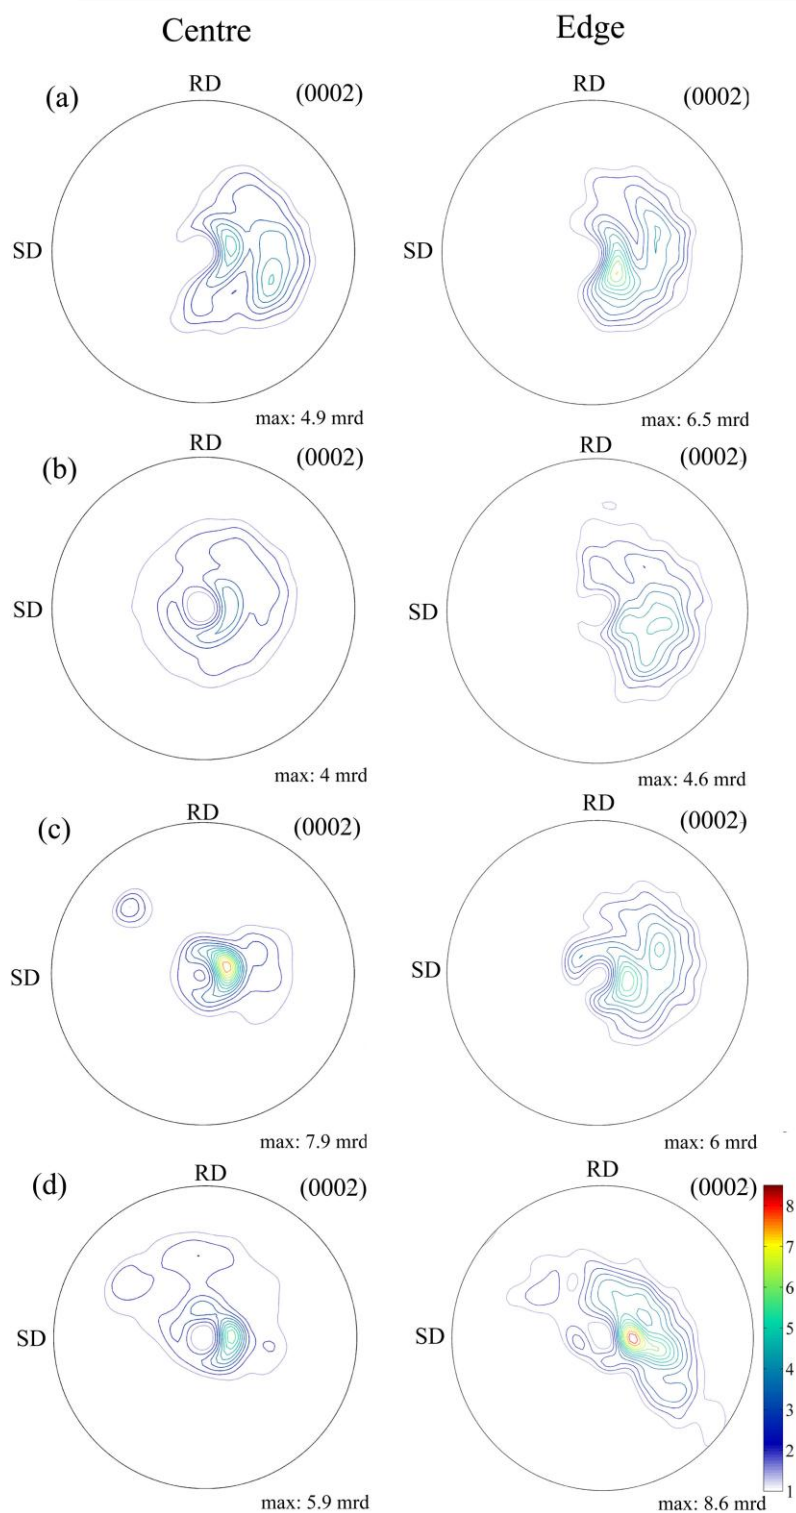 Centre Edge
(a) RD (0002) RD (0002)
SD SD
max: 4.9 mrd max: 6.5 mrd
(b) RD (0002) RD (0002)
SD SD
max: 4 mrd max: 4.6 mrd
(c) RD (0002) RD (0002)
SD SD
max: 7.9 mrd max: 6 mrd
(d) RD (0002) RD (0002)
SD SD
8
7
6
5
4
3
2
1
max: 5.9 mrd max: 8.6 mrd